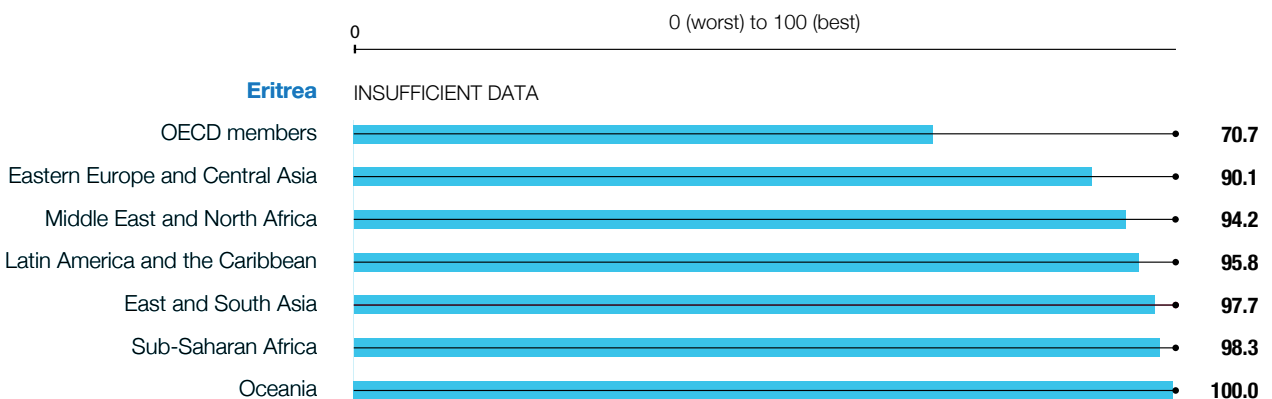 0 (worst) to 100 (best)
0
Eritrea INSUFFICIENT DATA
OECD members 70.7
Eastern Europe and Central Asia 90.1
Middle East and North Africa 94.2
Latin America and the Caribbean 95.8
East and South Asia 97.7
Sub-Saharan Africa 98.3
Oceania 100.0